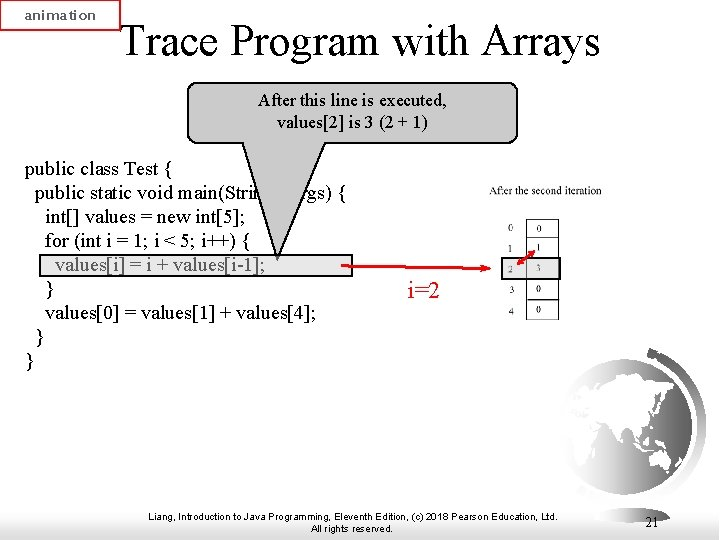 animation
Trace Program with Arrays
After this line is executed,
values[2] is 3 (2 + 1)
public class Test {
public static void main(Stri gs) {
int[] values = new int[5];
for (int i = 1; i < 5; i++) {
values[i] = i + values[i-1];
}
values[0] = values[1] + values[4];
}
}
i=2
After the second iteration
0 0
1 1
2 3
3 0
4 0
Liang, Introduction to Java Programming, Eleventh Edition, (c) 2018 Pearson Education, Ltd.
All rights reserved.
21